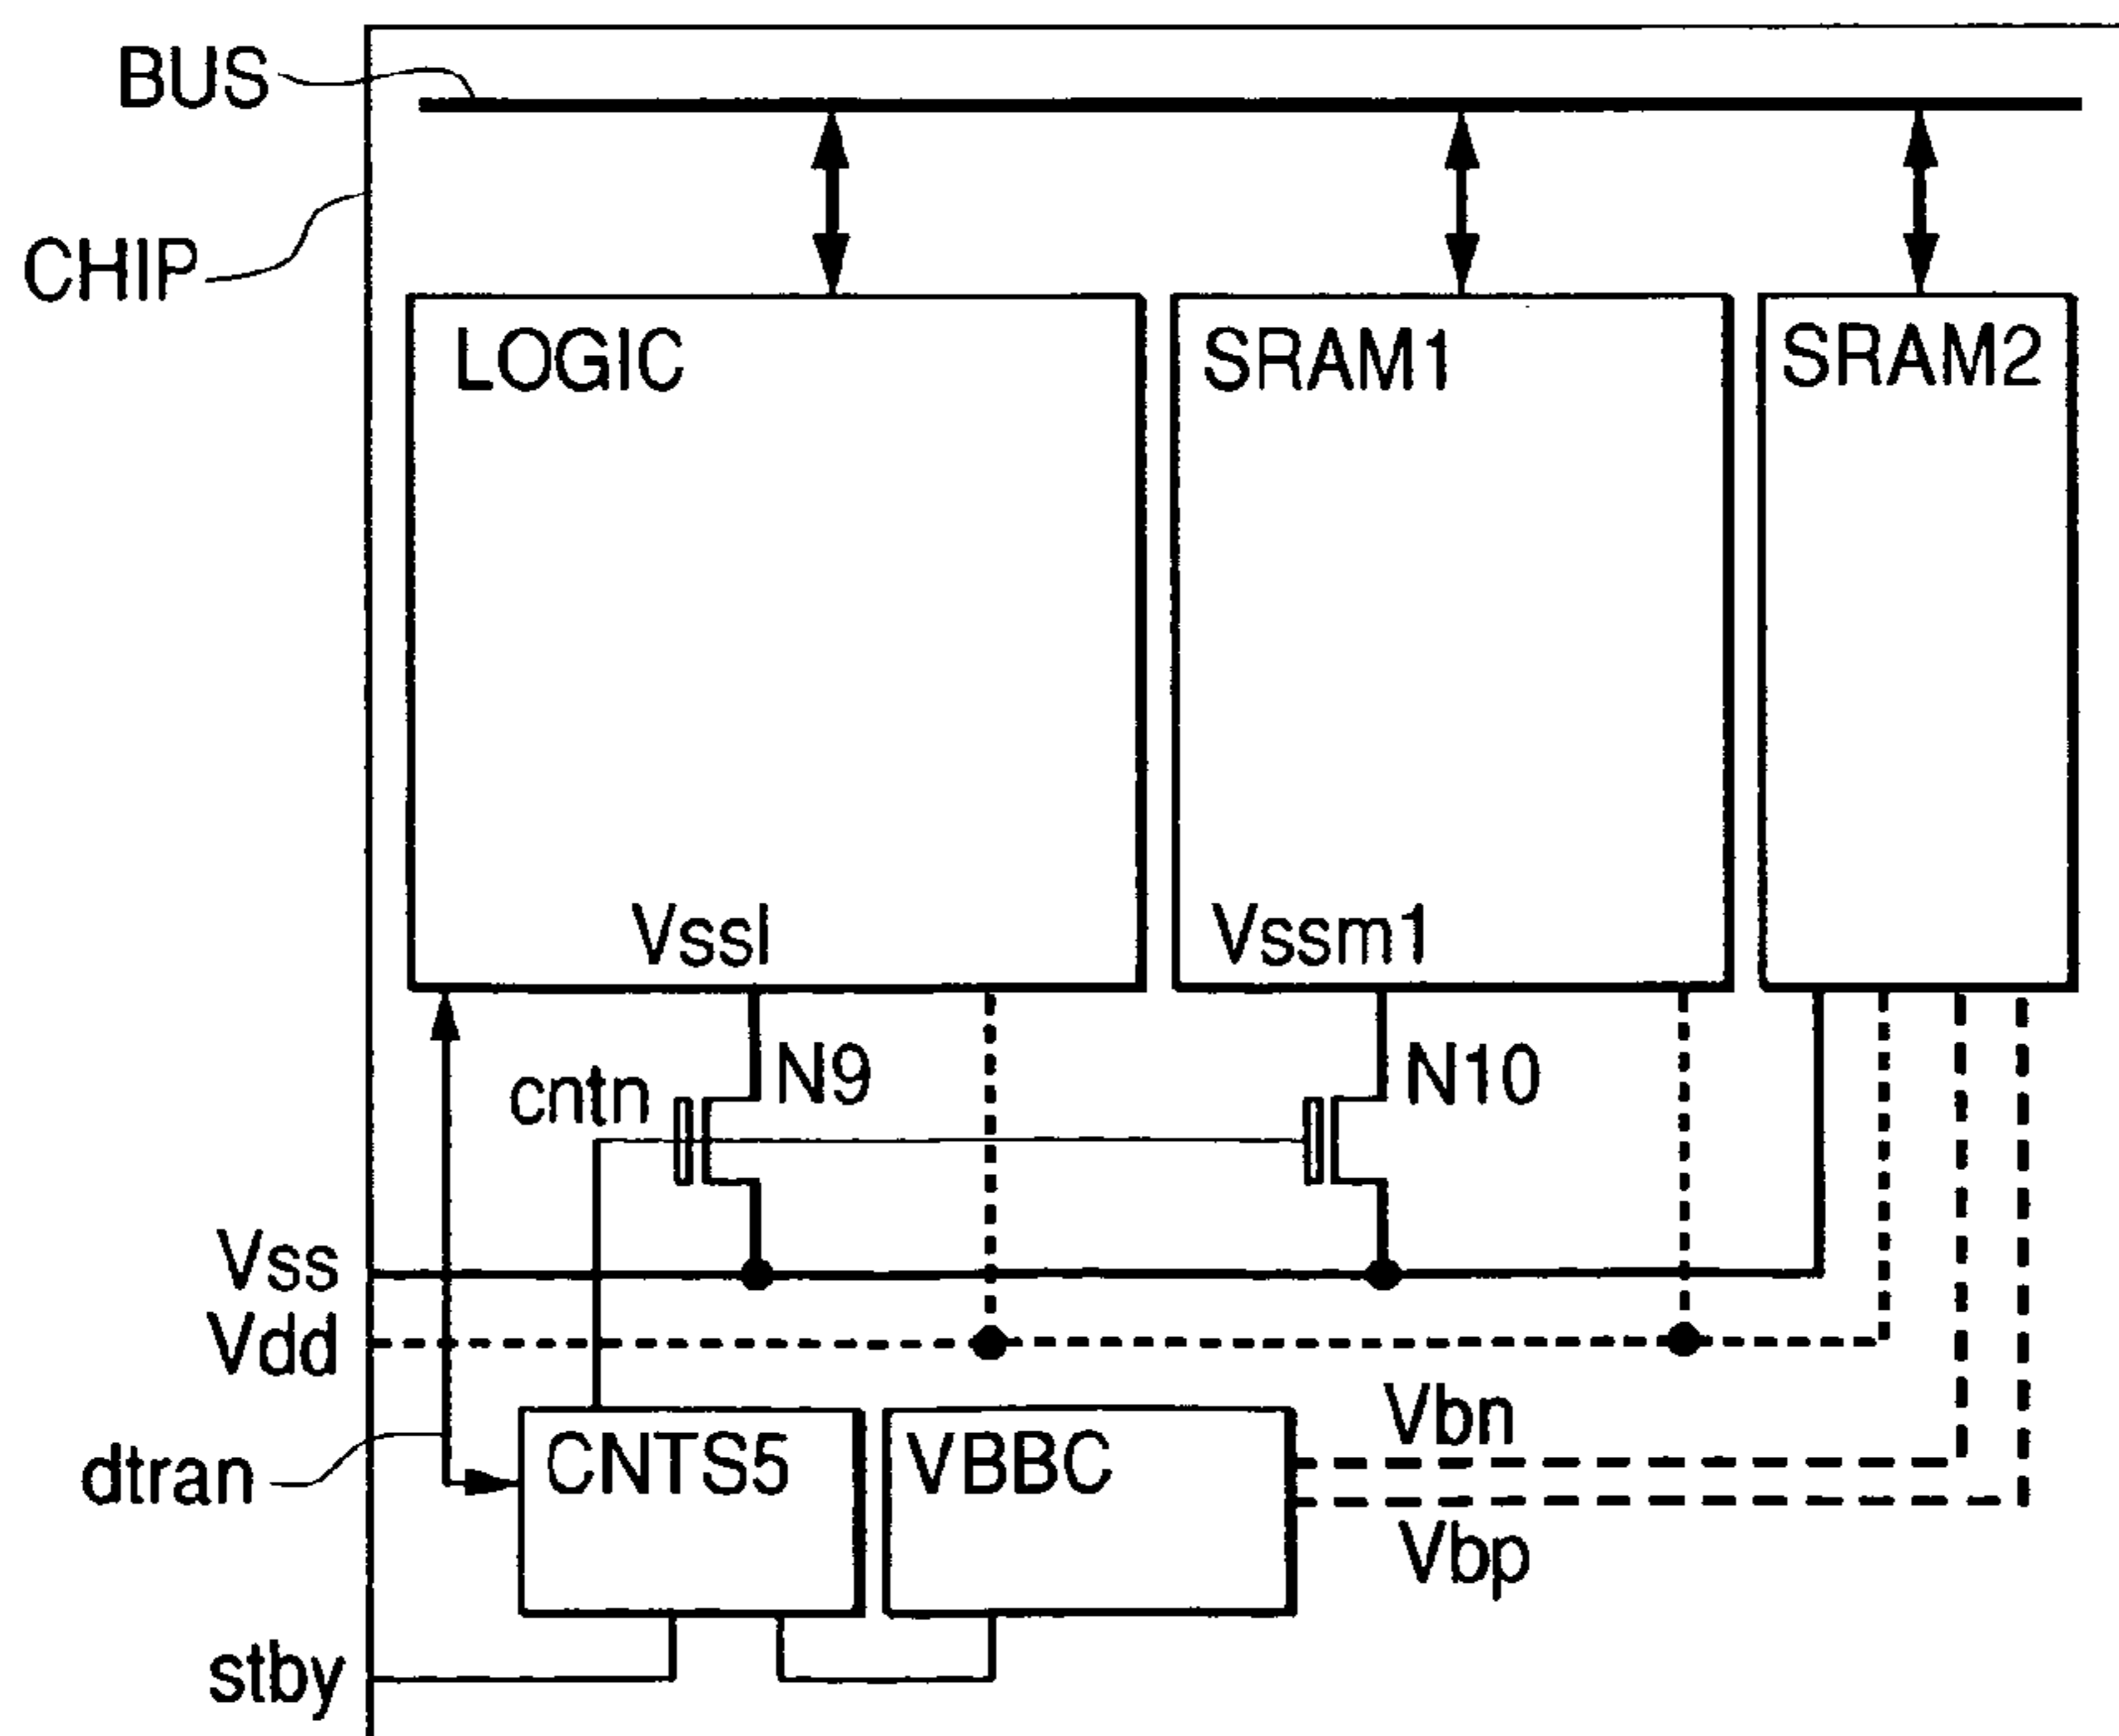 BUS
CHIP
LOGIC
SRAM1
SRAM2
Vssl
Vssm1
cntn
N9
N10
Vss
Vdd
dtran
CNTS5
VBBC
Vbn
Vbp
stby